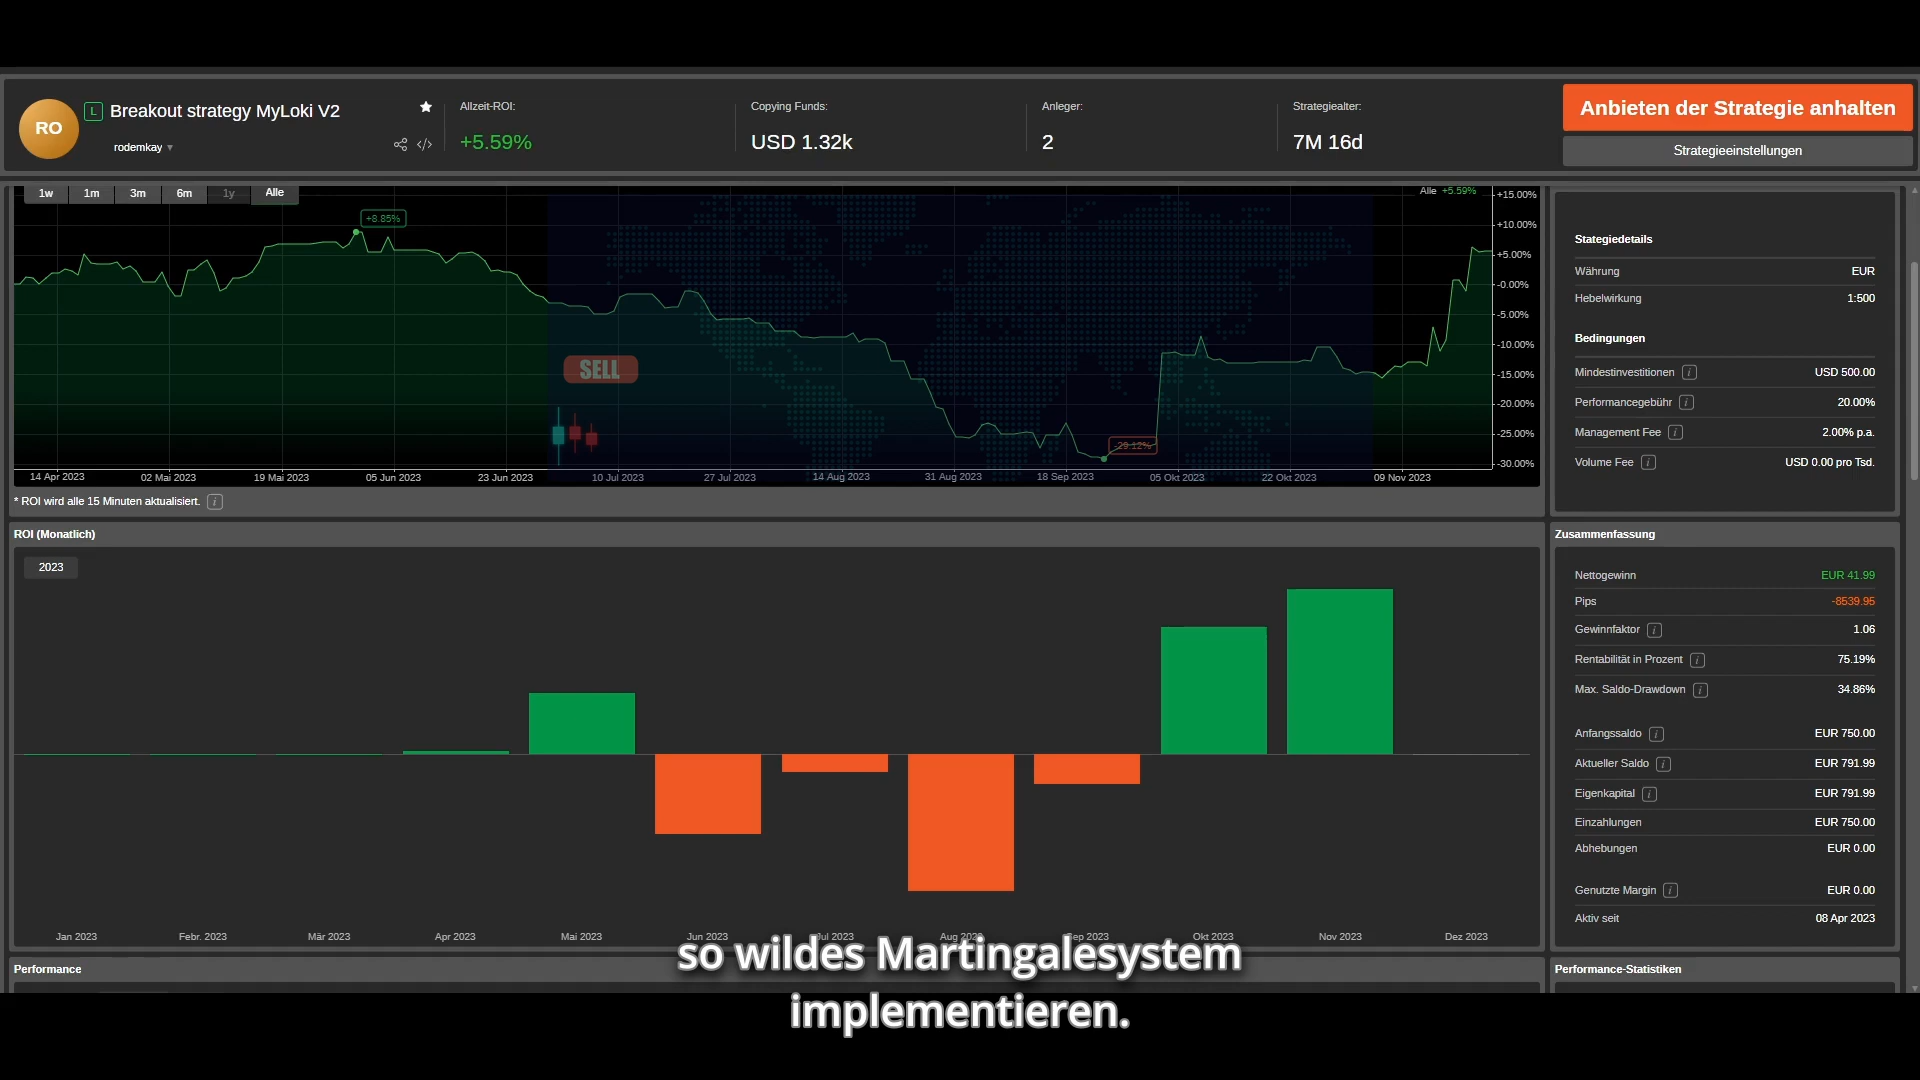 RO
L Breakout strategy MyLoki V2
rodemkay
Allzeit-ROI:
+5.59%
Copying Funds:
USD 1.32k
Anleger:
2
Strategiealter:
7M 16d
Anbieten der Strategie anhalten
Strategieeinstellungen
1w 1m 3m 6m 1y Alle
Alle +5.59%
+8.85%
+15.00%
+10.00%
+5.00%
-0.00%
-5.00%
-10.00%
-15.00%
-20.00%
-25.00%
-30.00%
SELL
-29.12%
14 Apr 2023 02 Mai 2023 19 Mai 2023 05 Jun 2023 23 Jun 2023 10 Jul 2023 27 Jul 2023 14 Aug 2023 31 Aug 2023 18 Sep 2023 05 Okt 2023 22 Okt 2023 09 Nov 2023
* ROI wird alle 15 Minuten aktualisiert. i
Stategiedetails
Währung EUR
Hebelwirkung 1:500
Bedingungen
Mindestinvestitionen i USD 500.00
Performancegebühr i 20.00%
Management Fee i 2.00% p.a.
Volume Fee i USD 0.00 pro Tsd.
ROI (Monatlich)
2023
Jan 2023 Febr. 2023 Mär 2023 Apr 2023 Mai 2023 Jun 2023 Jul 2023 Aug 2023 Sep 2023 Okt 2023 Nov 2023 Dez 2023
Zusammenfassung
Nettogewinn EUR 41.99
Pips -8539.95
Gewinnfaktor i 1.06
Rentabilität in Prozent i 75.19%
Max. Saldo-Drawdown i 34.86%
Anfangssaldo i EUR 750.00
Aktueller Saldo i EUR 791.99
Eigenkapital i EUR 791.99
Einzahlungen EUR 750.00
Abhebungen EUR 0.00
Genutzte Margin i EUR 0.00
Aktiv seit 08 Apr 2023
Performance
Performance-Statistiken
so wildes Martingalesystem
implementieren.